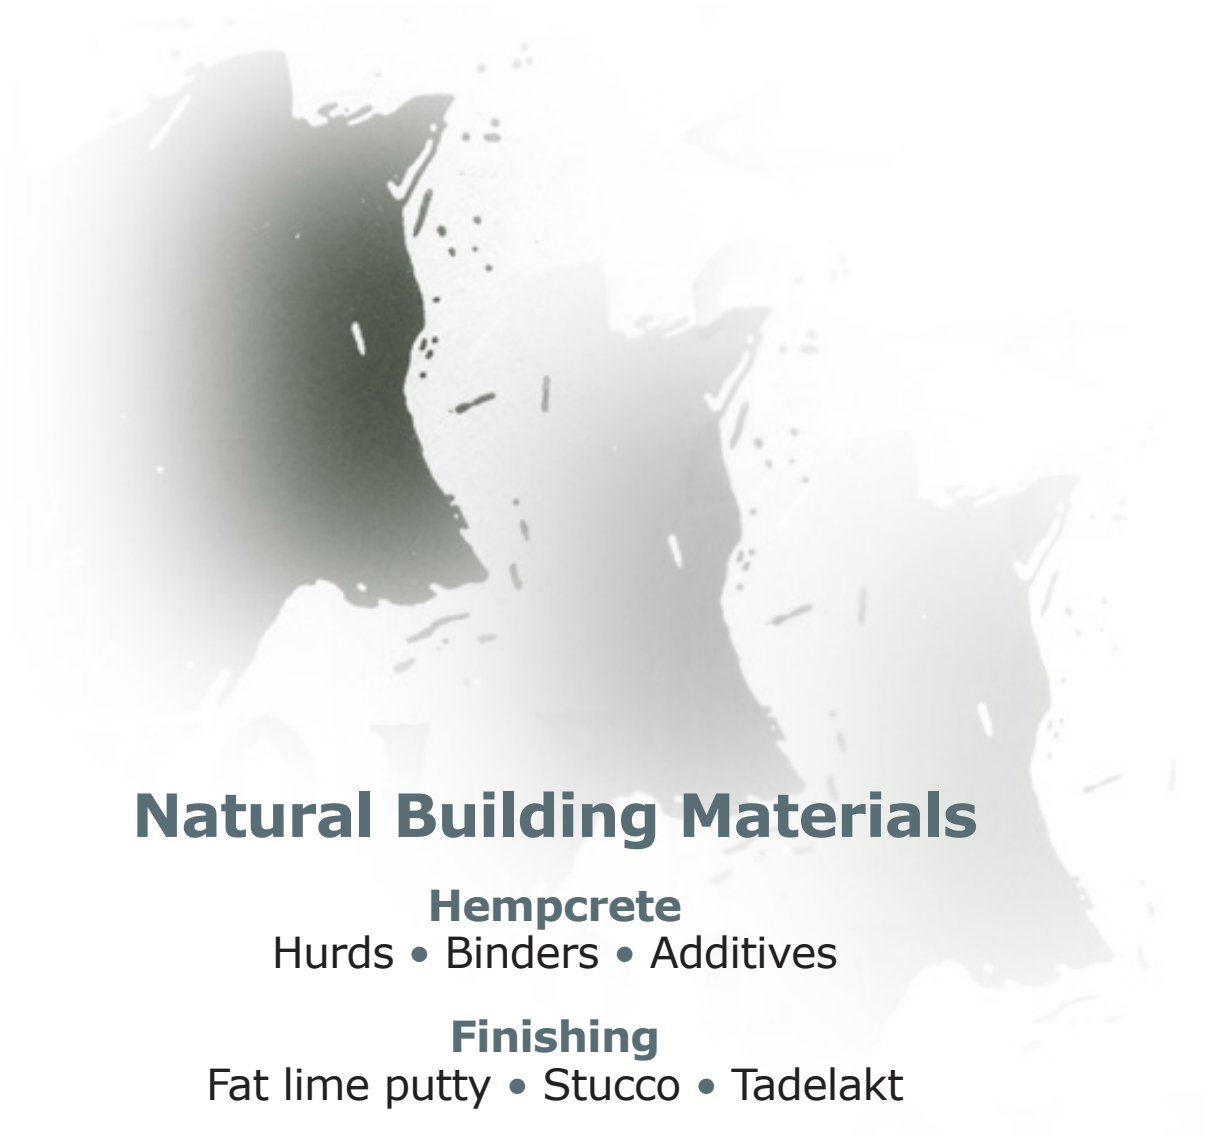 Natural Building Materials
Hempcrete
Hurds • Binders • Additives
Finishing
Fat lime putty • Stucco • Tadelakt